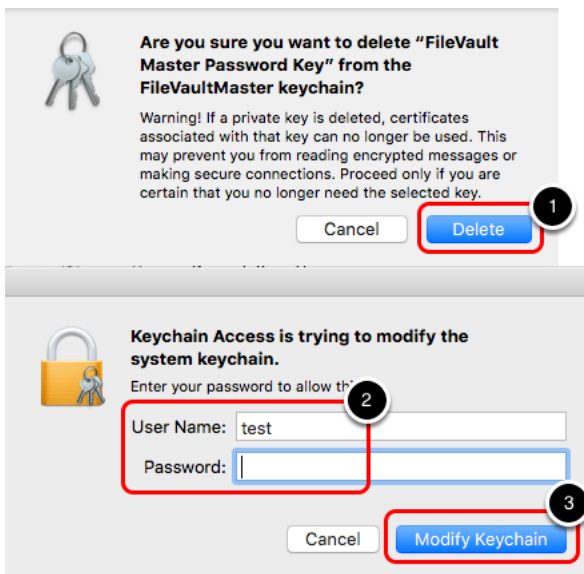 Are you sure you want to delete “FileVault
Master Password Key” from the
FileVaultMaster keychain?
Warning! If a private key is deleted, certificates
associated with that key can no longer be used. This
may prevent you from reading encrypted messages or
making secure connections. Proceed only if you are
certain that you no longer need the selected key.
1
Cancel Delete
Keychain Access is trying to modify the
system keychain.
Enter your password to allow
2
User Name: test
Password:
3
Cancel Modify Keychain